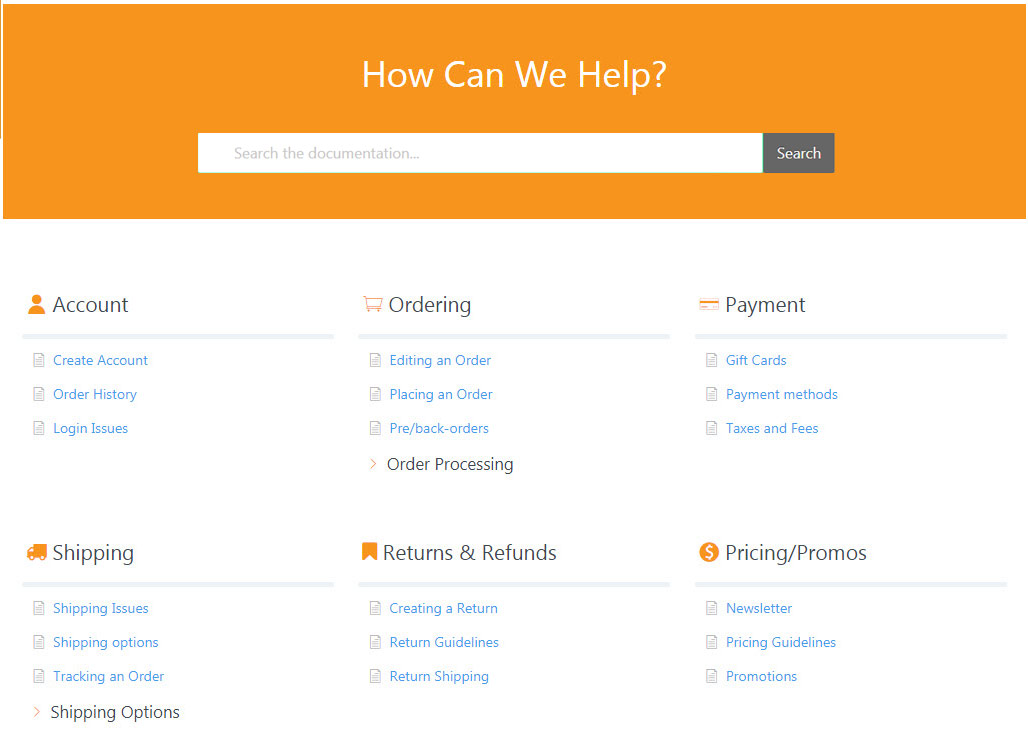 How Can We Help?
Search the documentation...
Search
Account
Create Account
Order History
Login Issues
Ordering
Editing an Order
Placing an Order
Pre/back-orders
Order Processing
Payment
Gift Cards
Payment methods
Taxes and Fees
Shipping
Shipping Issues
Shipping options
Tracking an Order
Shipping Options
Returns & Refunds
Creating a Return
Return Guidelines
Return Shipping
Pricing/Promos
Newsletter
Pricing Guidelines
Promotions